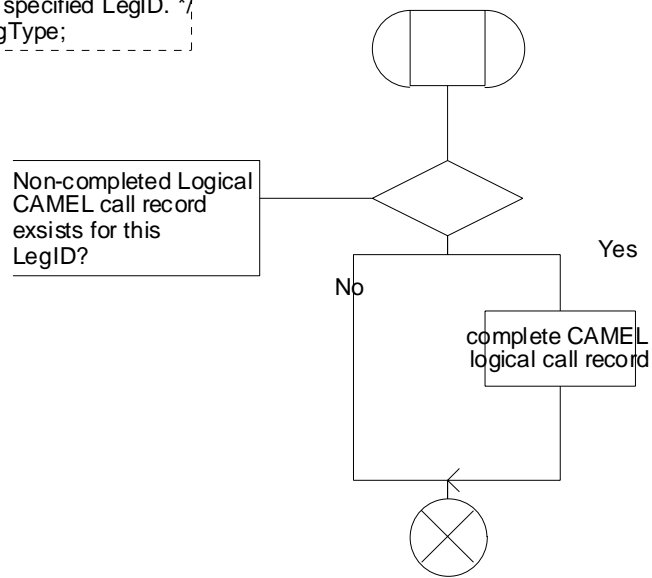 specified LegID. */
gType;
Non-completed Logical
CAMEL call record
exsists for this
LegID?
Yes
No
complete CAMEL
logical call record